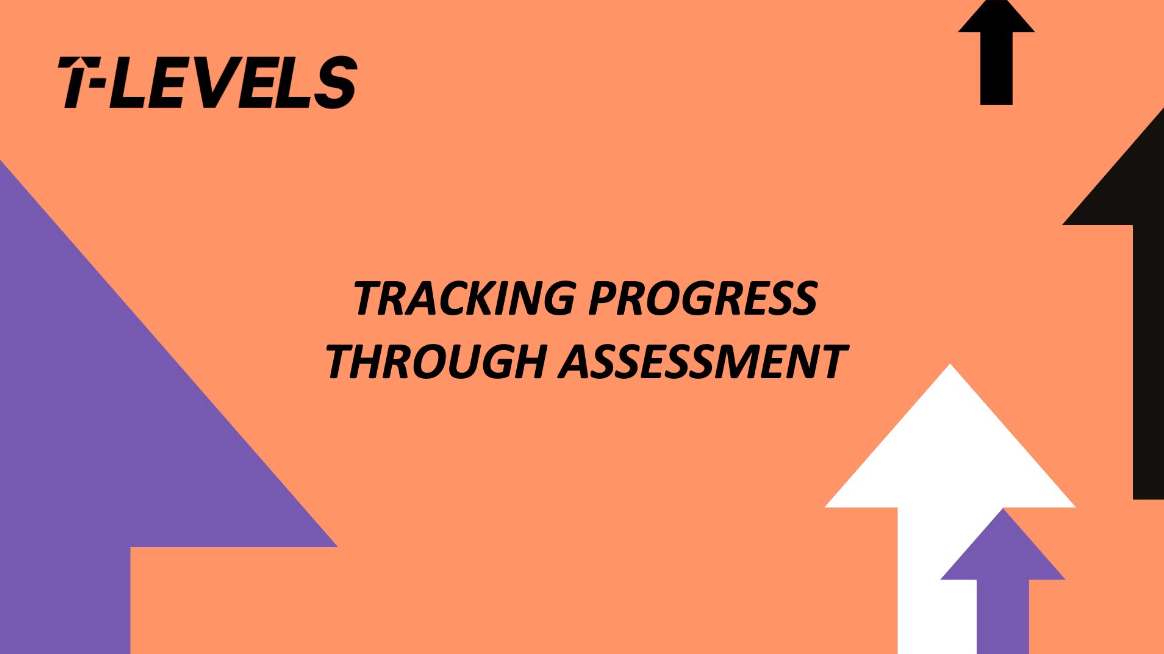 T-LEVELS
TRACKING PROGRESS
THROUGH ASSESSMENT